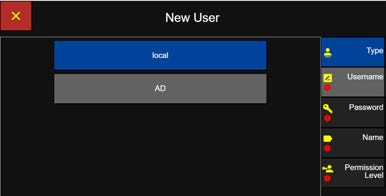 New User
local
AD
Type
Username
Password
Name
Permission
Level